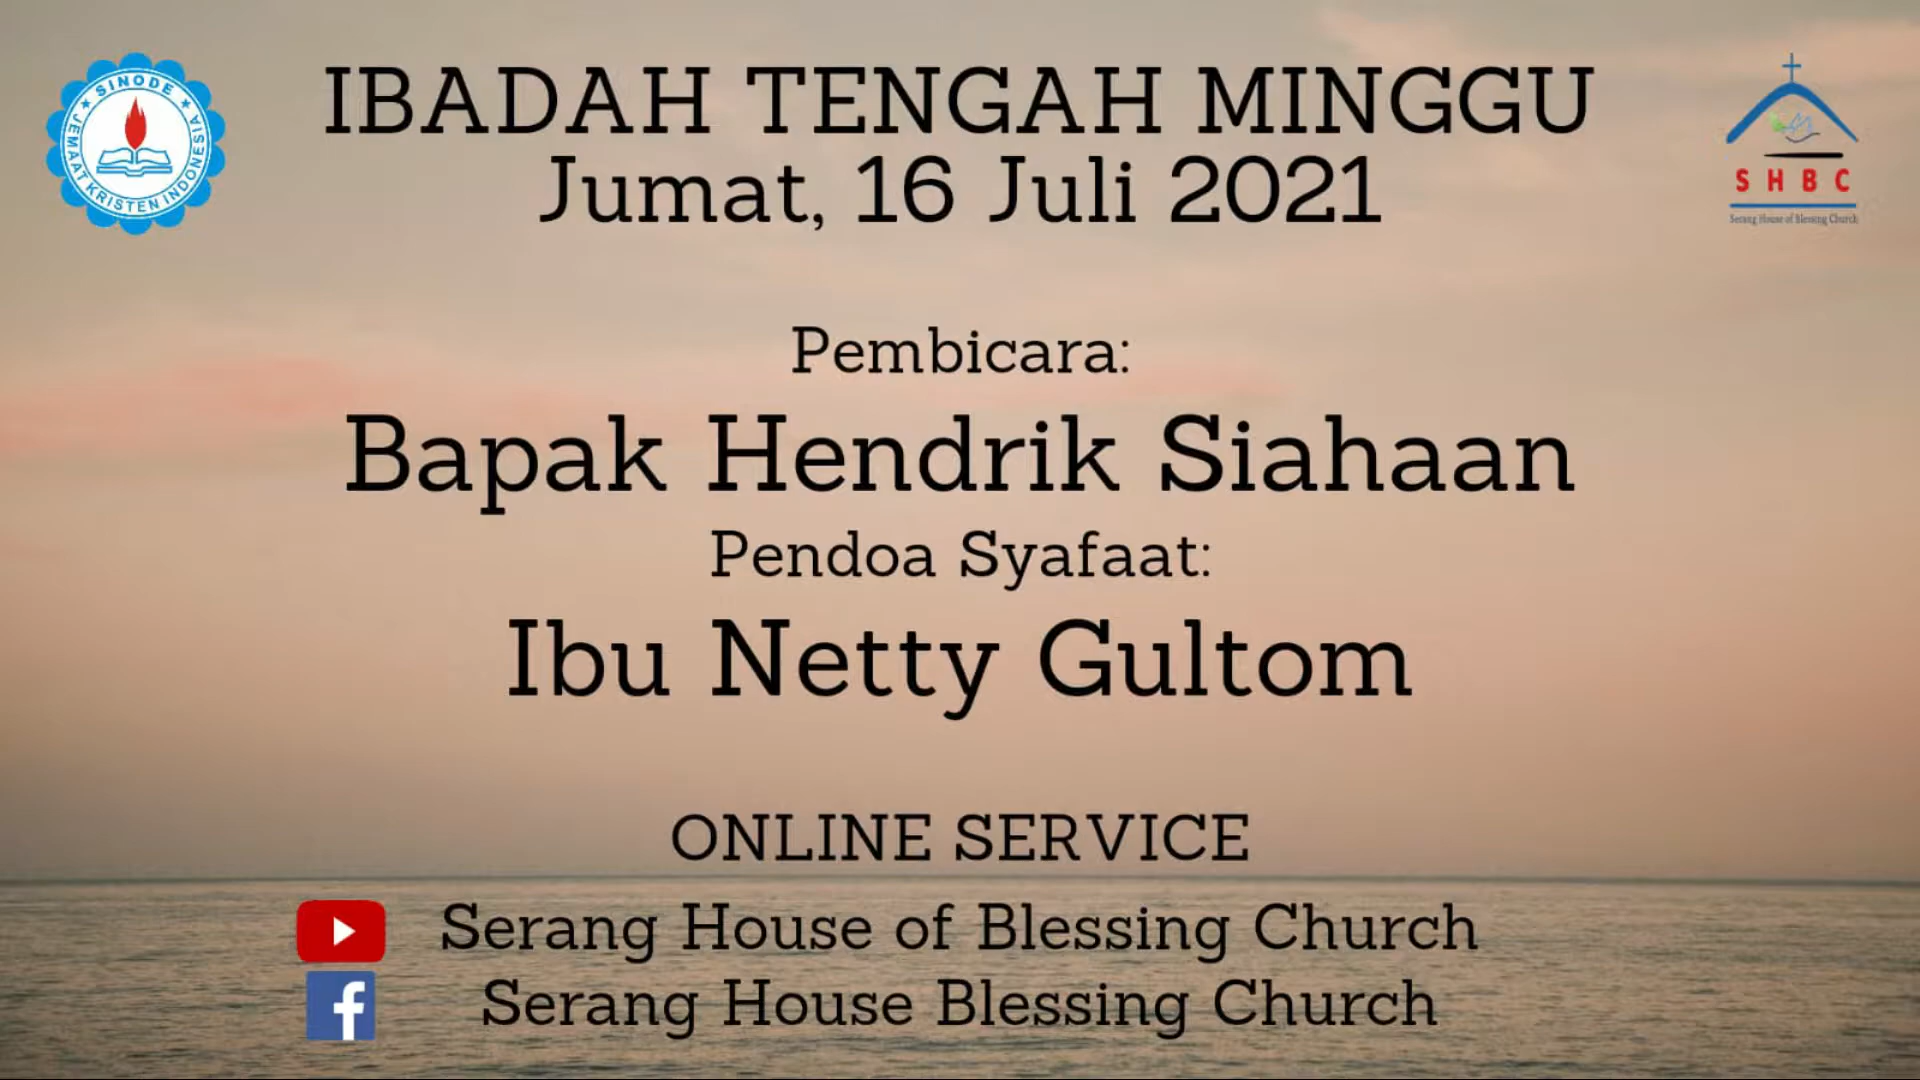 SINODE
JEMAAT KRISTEN INDONESIA
IBADAH TENGAH MINGGU
Jumat, 16 Juli 2021
SHBC
Serang House of Blessing Church
Pembicara:
Bapak Hendrik Siahaan
Pendoa Syafaat:
Ibu Netty Gultom
ONLINE SERVICE
Serang House of Blessing Church
f
Serang House Blessing Church